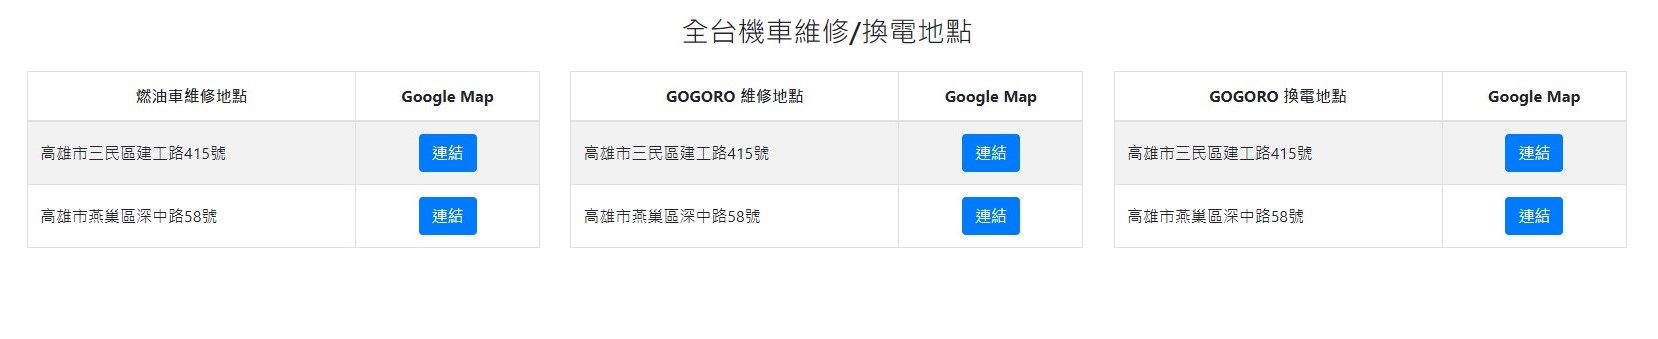 全台機車維修/換電地點
燃油車維修地點 Google Map
高雄市三民區建工路415號 連結
高雄市燕巢區深中路58號 連結
GOGORO 維修地點 Google Map
高雄市三民區建工路415號 連結
高雄市燕巢區深中路58號 連結
GOGORO 換電地點 Google Map
高雄市三民區建工路415號 連結
高雄市燕巢區深中路58號 連結